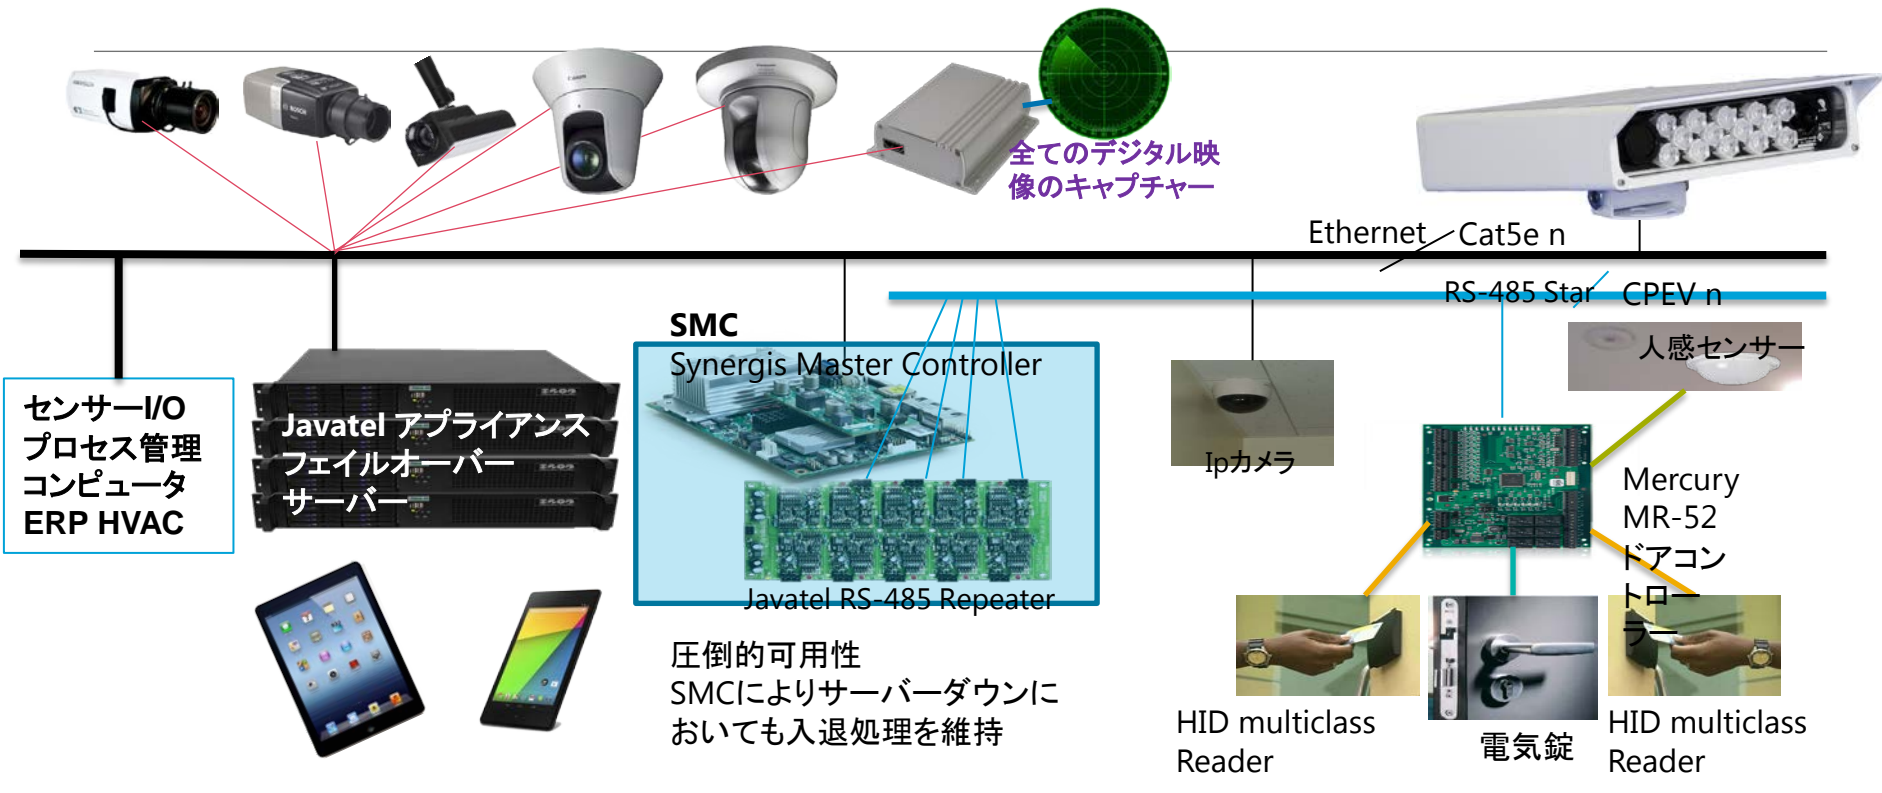 Canon
BOSCH
全てのデジタル映
像のキャプチャー
Ethernet
Cat5e n
RS-485 Star
CPEV n
SMC
Synergis Master Controller
人感センサー
センサーI/O
プロセス管理
コンピュータ
ERP HVAC
Javatel アプライアンス
フェイルオーバー
サーバー
Ipカメラ
Mercury
MR-52
ドアコン
トロー
ラー
Javatel RS-485 Repeater
圧倒的可用性
SMCによりサーバーダウンに
おいても入退処理を維持
HID multiclass
Reader
電気錠
HID multiclass
Reader